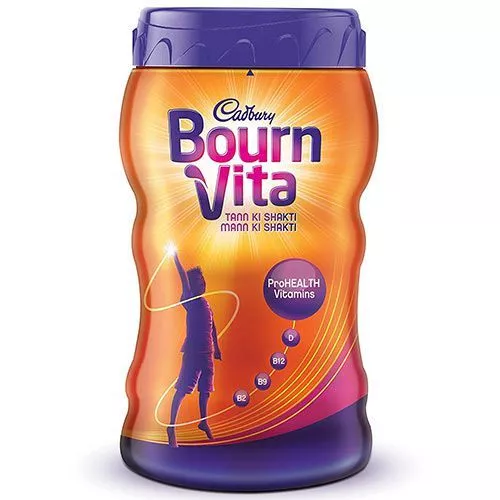 Cadbury
Bourn
Vita
TANN KI SHAKTI
MANN KI SHAKTI
ProHEALTH
Vitamins
D
B12
B9
B2